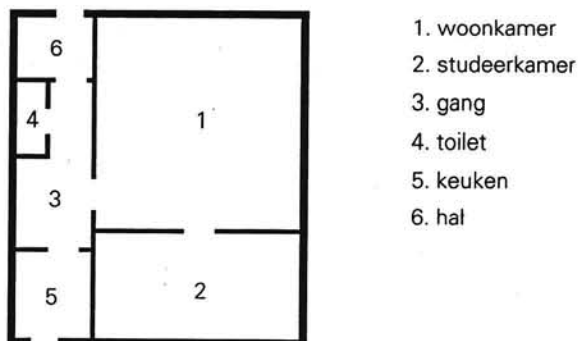 6
4
1
3
5
2
1. woonkamer
2. studeerkamer
3. gang
4. toilet
5. keuken
6. hal